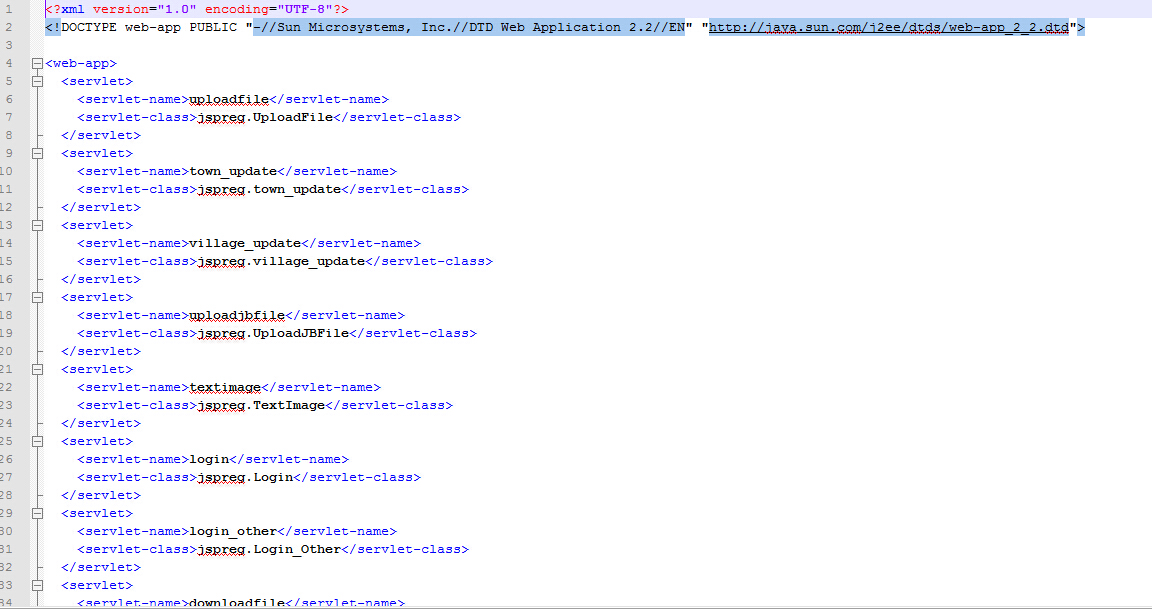 1 <?xml version="1.0" encoding="UTF-8"?>
2 <!DOCTYPE web-app PUBLIC "-//Sun Microsystems, Inc.//DTD Web Application 2.2//EN" "http://java.sun.com/j2ee/dtds/web-app_2_2.dtd">
3
4 <web-app>
5 <servlet>
6 <servlet-name>uploadfile</servlet-name>
7 <servlet-class>jspreg.UploadFile</servlet-class>
8 </servlet>
9 <servlet>
10 <servlet-name>town_update</servlet-name>
11 <servlet-class>jspreg.town_update</servlet-class>
12 </servlet>
13 <servlet>
14 <servlet-name>village_update</servlet-name>
15 <servlet-class>jspreg.village_update</servlet-class>
16 </servlet>
17 <servlet>
18 <servlet-name>uploadjbfile</servlet-name>
19 <servlet-class>jspreg.UploadJBFile</servlet-class>
20 </servlet>
21 <servlet>
22 <servlet-name>textimage</servlet-name>
23 <servlet-class>jspreg.TextImage</servlet-class>
24 </servlet>
25 <servlet>
26 <servlet-name>login</servlet-name>
27 <servlet-class>jspreg.Login</servlet-class>
28 </servlet>
29 <servlet>
30 <servlet-name>login_other</servlet-name>
31 <servlet-class>jspreg.Login_Other</servlet-class>
32 </servlet>
33 <servlet>
34 <servlet-name>downloadfile</servlet-name>